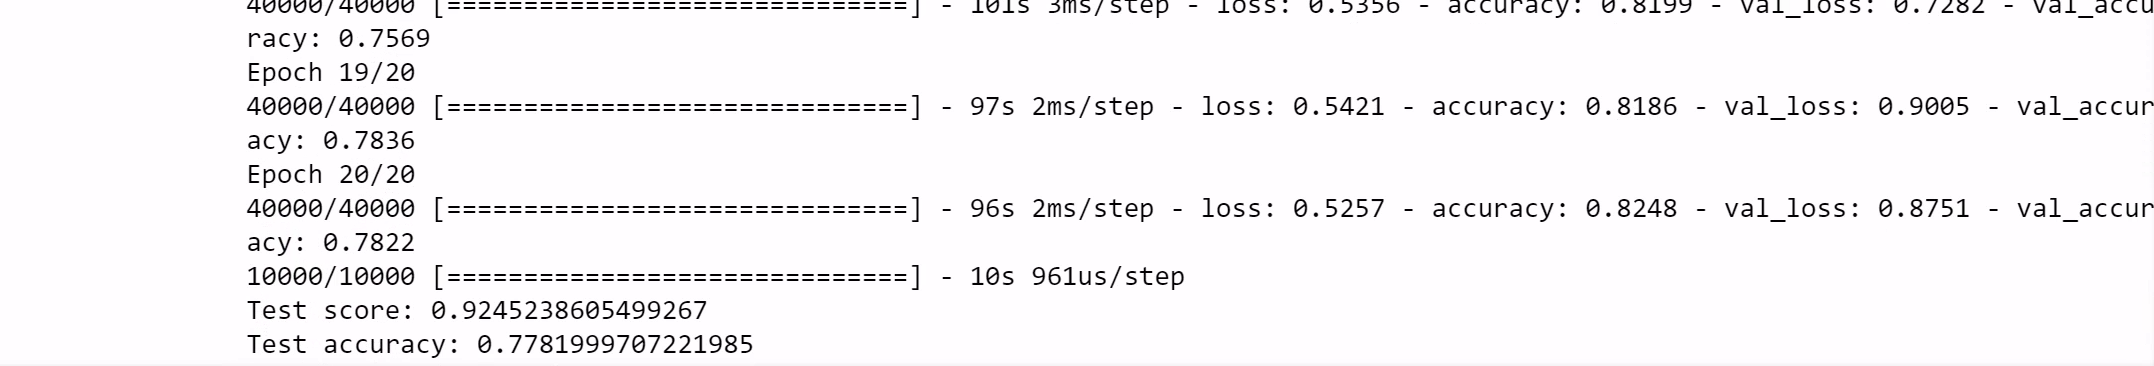 40000/40000 [==============================] - 101s 3ms/step - loss: 0.5356 - accuracy: 0.8199 - val_loss: 0.7282 - val_accu
racy: 0.7569
Epoch 19/20
40000/40000 [==============================] - 97s 2ms/step - loss: 0.5421 - accuracy: 0.8186 - val_loss: 0.9005 - val_accur
acy: 0.7836
Epoch 20/20
40000/40000 [==============================] - 96s 2ms/step - loss: 0.5257 - accuracy: 0.8248 - val_loss: 0.8751 - val_accur
acy: 0.7822
10000/10000 [==============================] - 10s 961us/step
Test score: 0.9245238605499267
Test accuracy: 0.7781999707221985